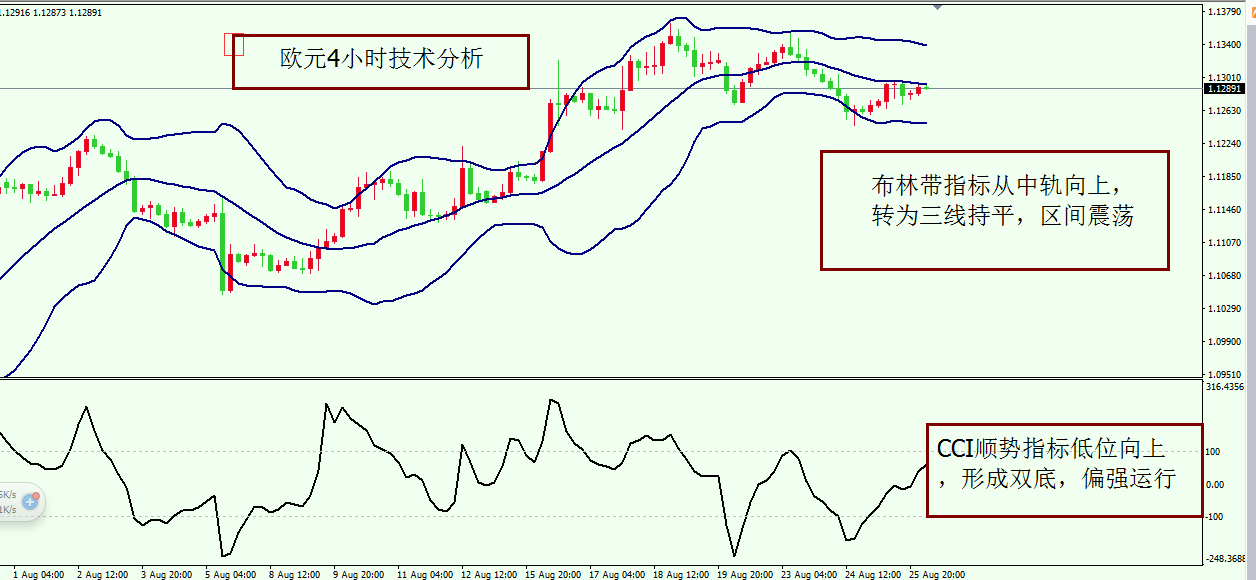 1.12916 1.12873 1.12891
欧元4小时技术分析
布林带指标从中轨向上，
转为三线持平，区间震荡
1.13790
1.13400
1.13010
1.12891
1.12630
1.12240
1.11850
1.11460
1.11070
1.10680
1.10290
1.09900
1.09510
316.4356
CCI顺势指标低位向上
，形成双底，偏强运行
100
0.00
-100
-248.3688
5K/s
1K/s
1 Aug 04:00
2 Aug 12:00
3 Aug 20:00
5 Aug 04:00
8 Aug 12:00
9 Aug 20:00
11 Aug 04:00
12 Aug 12:00
15 Aug 20:00
17 Aug 04:00
18 Aug 12:00
19 Aug 20:00
23 Aug 04:00
24 Aug 12:00
25 Aug 20:00